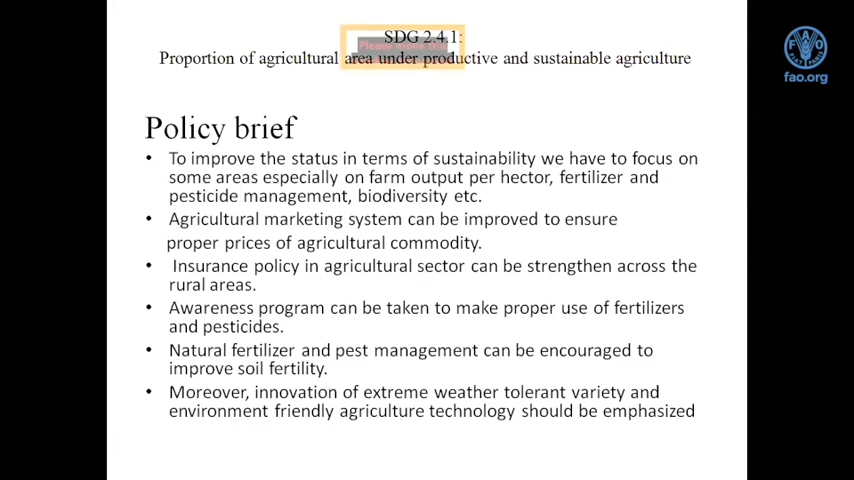 SDG 2.4.1:
Proportion of agricultural area under productive and sustainable agriculture
FAO
FIAT PANIS
fao.org
Policy brief
• To improve the status in terms of sustainability we have to focus on
some areas especially on farm output per hector, fertilizer and
pesticide management, biodiversity etc.
• Agricultural marketing system can be improved to ensure
proper prices of agricultural commodity.
• Insurance policy in agricultural sector can be strengthen across the
rural areas.
• Awareness program can be taken to make proper use of fertilizers
and pesticides.
• Natural fertilizer and pest management can be encouraged to
improve soil fertility.
• Moreover, innovation of extreme weather tolerant variety and
environment friendly agriculture technology should be emphasized